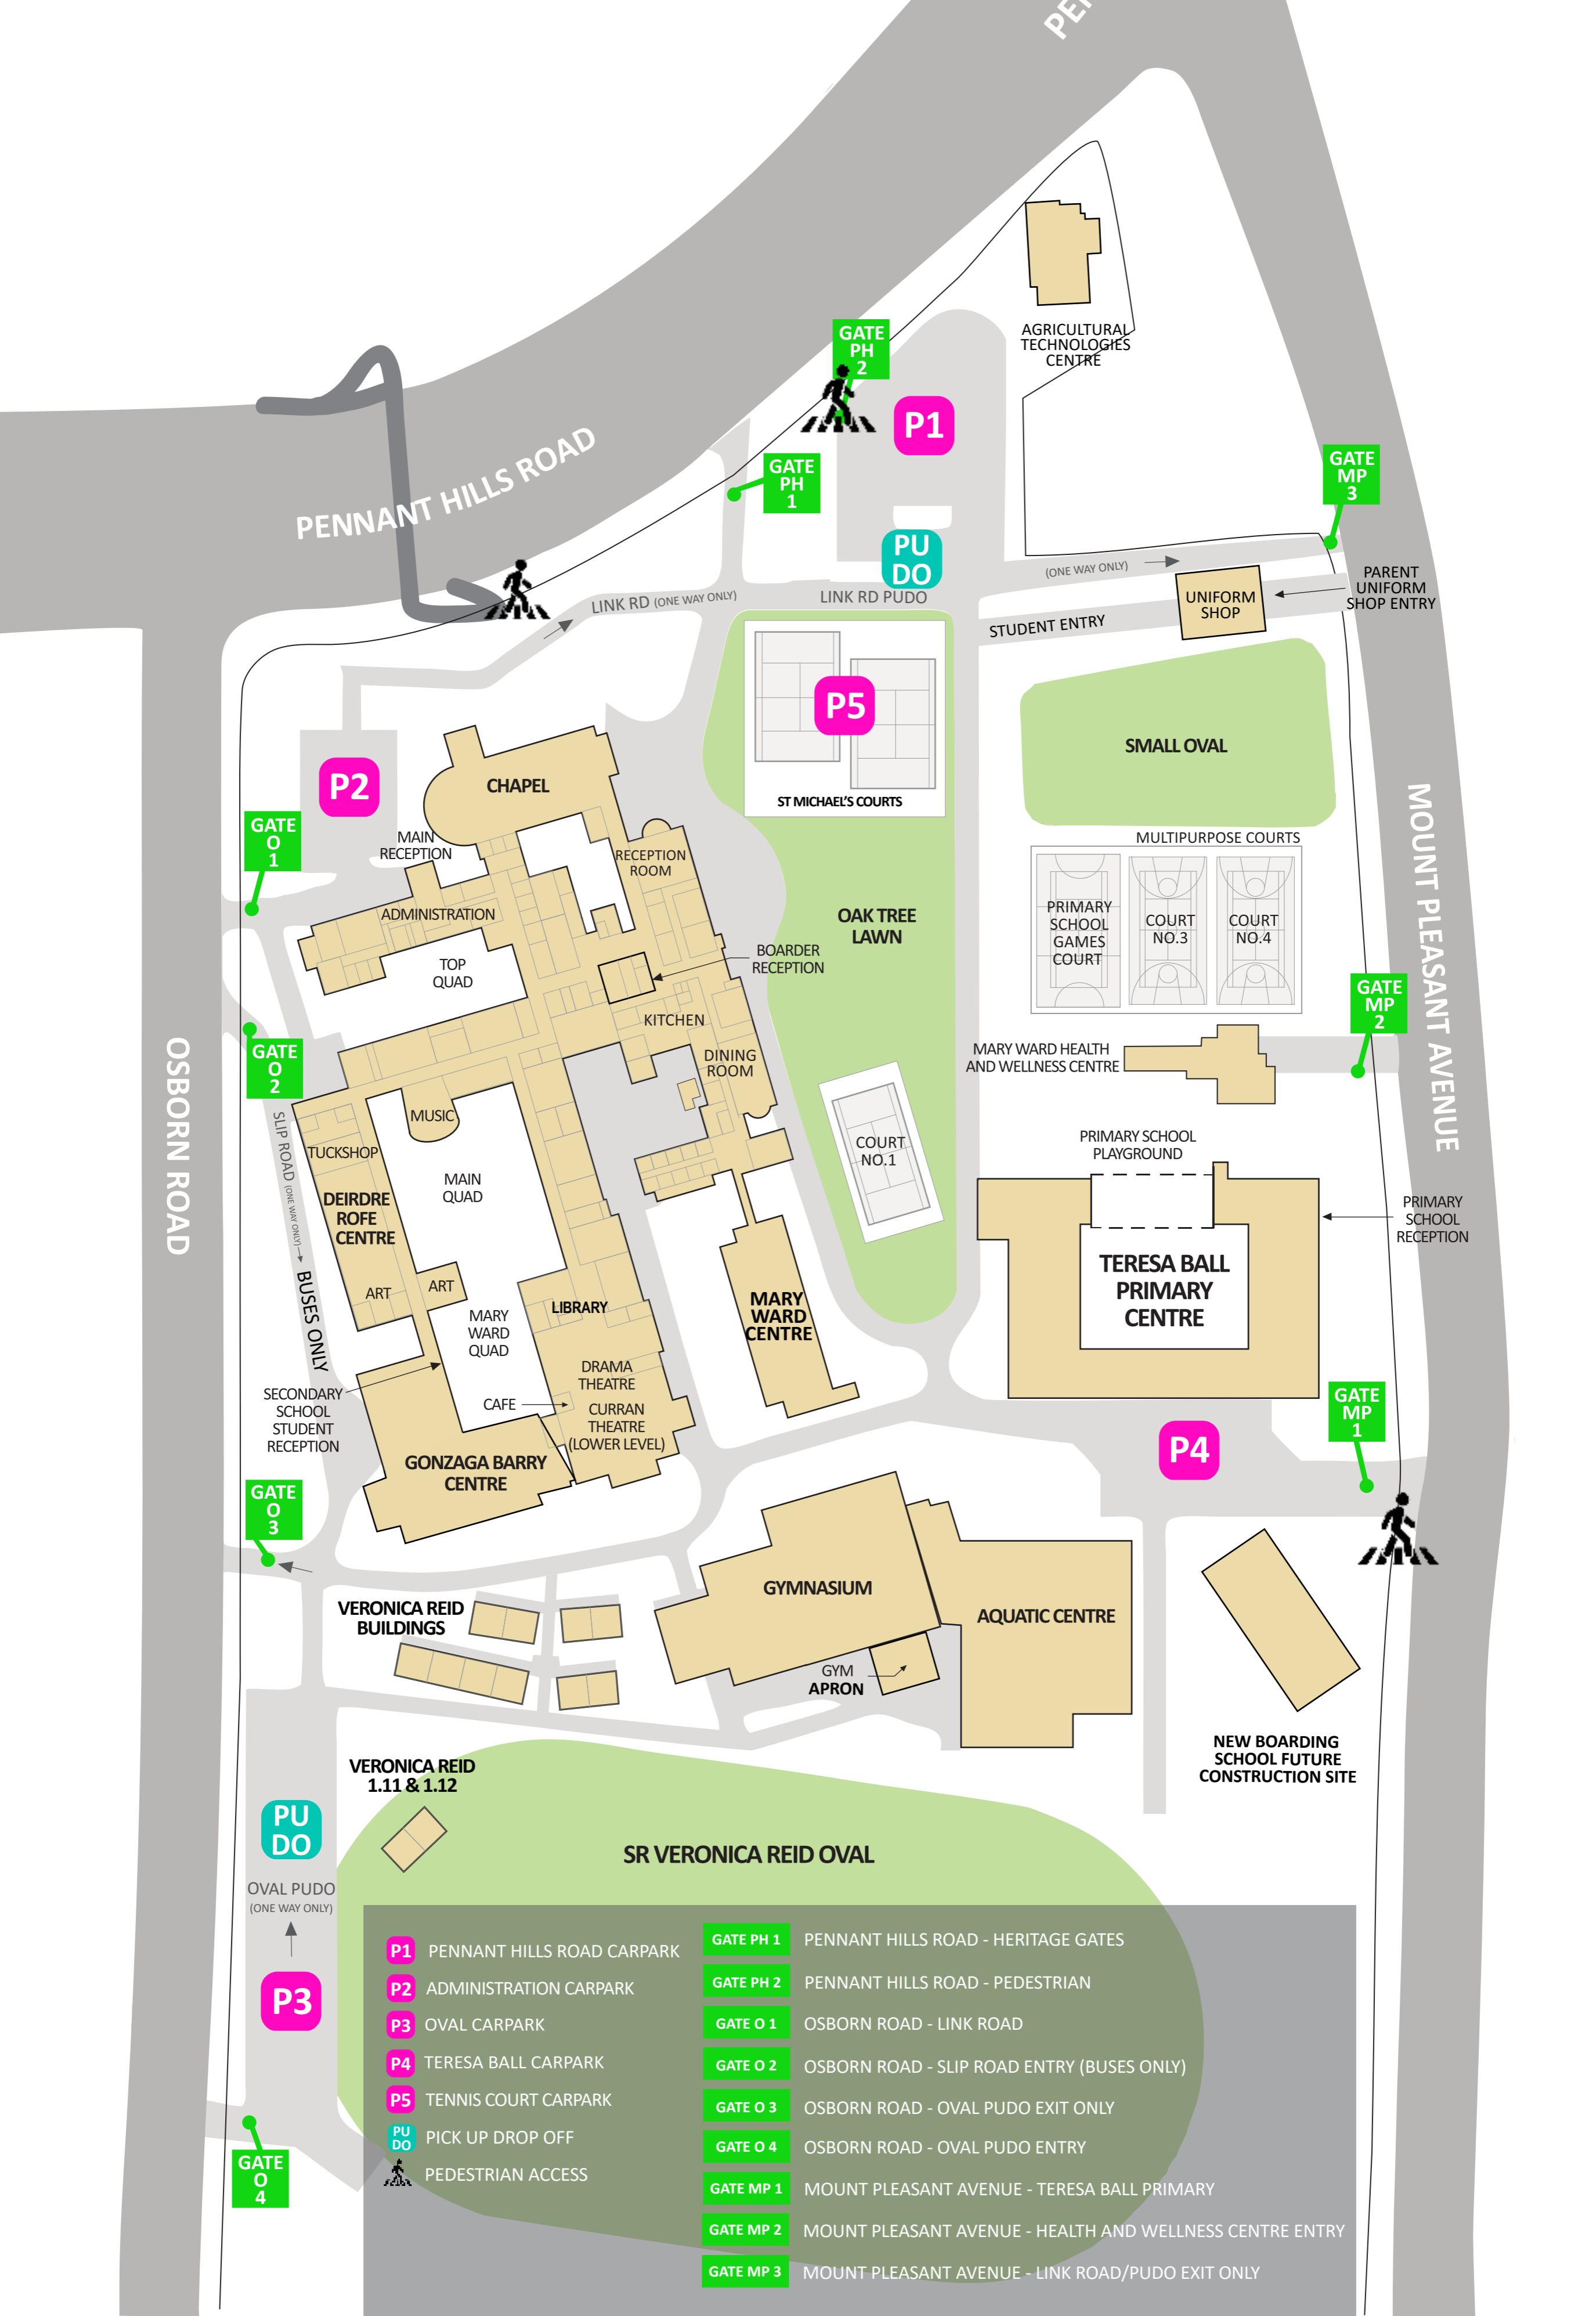 PEN
AGRICULTURAL
TECHNOLOGIES
CENTRE
GATE
PH
2
P1
PENNANT HILLS ROAD
GATE
PH
1
GATE
MP
3
PU
DO
(ONE WAY ONLY)
PARENT
UNIFORM
SHOP ENTRY
LINK RD (ONE WAY ONLY)
LINK RD PUDO
UNIFORM
SHOP
STUDENT ENTRY
P5
SMALL OVAL
P2
CHAPEL
ST MICHAEL'S COURTS
MOUNT PLEASANT AVENUE
GATE
O
1
MAIN
RECEPTION
MULTIPURPOSE COURTS
RECEPTION
ROOM
ADMINISTRATION
OAK TREE
LAWN
PRIMARY
SCHOOL
GAMES
COURT
COURT
NO.3
COURT
NO.4
TOP
QUAD
BOARDER
RECEPTION
GATE
MP
2
KITCHEN
GATE
O
2
OSBORN ROAD
DINING
ROOM
MARY WARD HEALTH
AND WELLNESS CENTRE
MUSIC
SLIP ROAD (ONE WAY ONLY)
BUSES ONLY
TUCKSHOP
COURT
NO.1
PRIMARY SCHOOL
PLAYGROUND
MAIN
QUAD
DEIRDRE
ROFE
CENTRE
PRIMARY
SCHOOL
RECEPTION
TERESA BALL
PRIMARY
CENTRE
ART
ART
LIBRARY
MARY
WARD
CENTRE
MARY
WARD
QUAD
DRAMA
THEATRE
SECONDARY
SCHOOL
STUDENT
RECEPTION
CAFE
CURRAN
THEATRE
(LOWER LEVEL)
GATE
MP
1
P4
GONZAGA BARRY
CENTRE
GATE
O
3
GYMNASIUM
VERONICA REID
BUILDINGS
AQUATIC CENTRE
GYM
APRON
NEW BOARDING
SCHOOL FUTURE
CONSTRUCTION SITE
VERONICA REID
1.11 & 1.12
PU
DO
SR VERONICA REID OVAL
OVAL PUDO
(ONE WAY ONLY)
P3
GATE
O
4
P1 PENNANT HILLS ROAD CARPARK
P2 ADMINISTRATION CARPARK
P3 OVAL CARPARK
P4 TERESA BALL CARPARK
P5 TENNIS COURT CARPARK
PU DO PICK UP DROP OFF
PEDESTRIAN ACCESS
GATE PH 1 PENNANT HILLS ROAD - HERITAGE GATES
GATE PH 2 PENNANT HILLS ROAD - PEDESTRIAN
GATE O 1 OSBORN ROAD - LINK ROAD
GATE O 2 OSBORN ROAD - SLIP ROAD ENTRY (BUSES ONLY)
GATE O 3 OSBORN ROAD - OVAL PUDO EXIT ONLY
GATE O 4 OSBORN ROAD - OVAL PUDO ENTRY
GATE MP 1 MOUNT PLEASANT AVENUE - TERESA BALL PRIMARY
GATE MP 2 MOUNT PLEASANT AVENUE - HEALTH AND WELLNESS CENTRE ENTRY
GATE MP 3 MOUNT PLEASANT AVENUE - LINK ROAD/PUDO EXIT ONLY